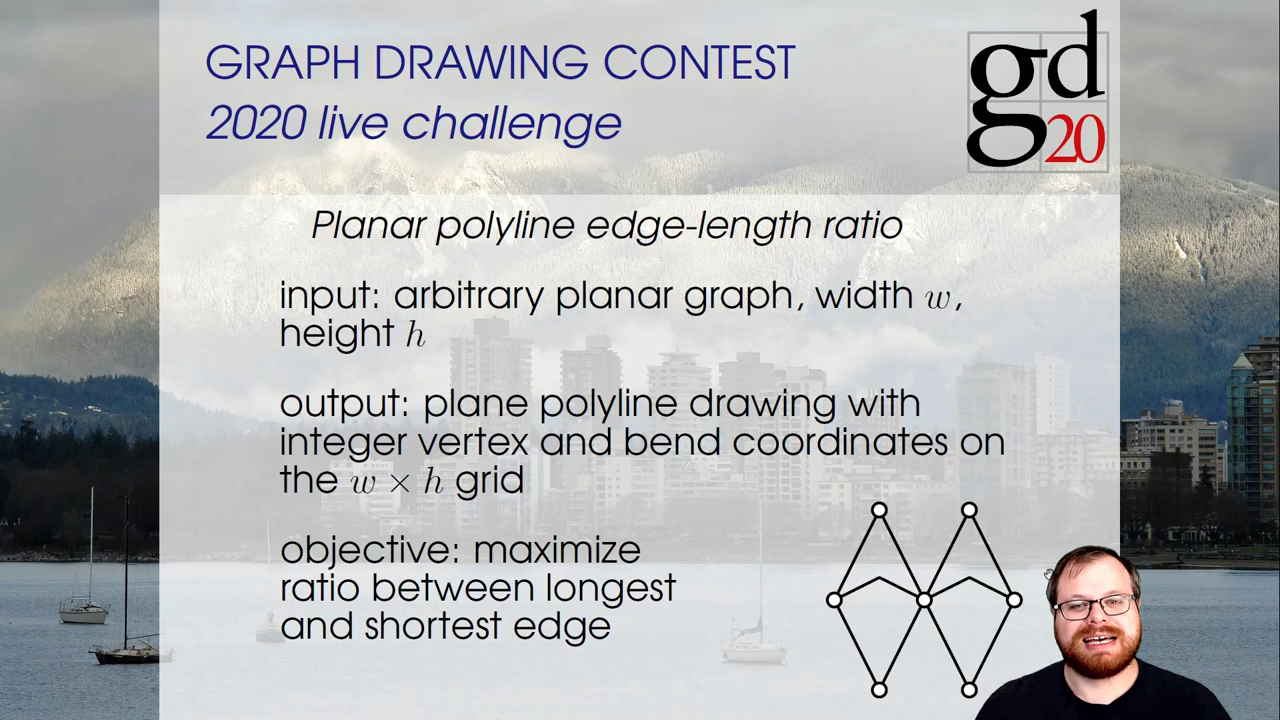 GRAPH DRAWING CONTEST
2020 live challenge
gd
20
Planar polyline edge-length ratio
input: arbitrary planar graph, width w,
height h
output: plane polyline drawing with
integer vertex and bend coordinates on
the w × h grid
objective: maximize
ratio between longest
and shortest edge